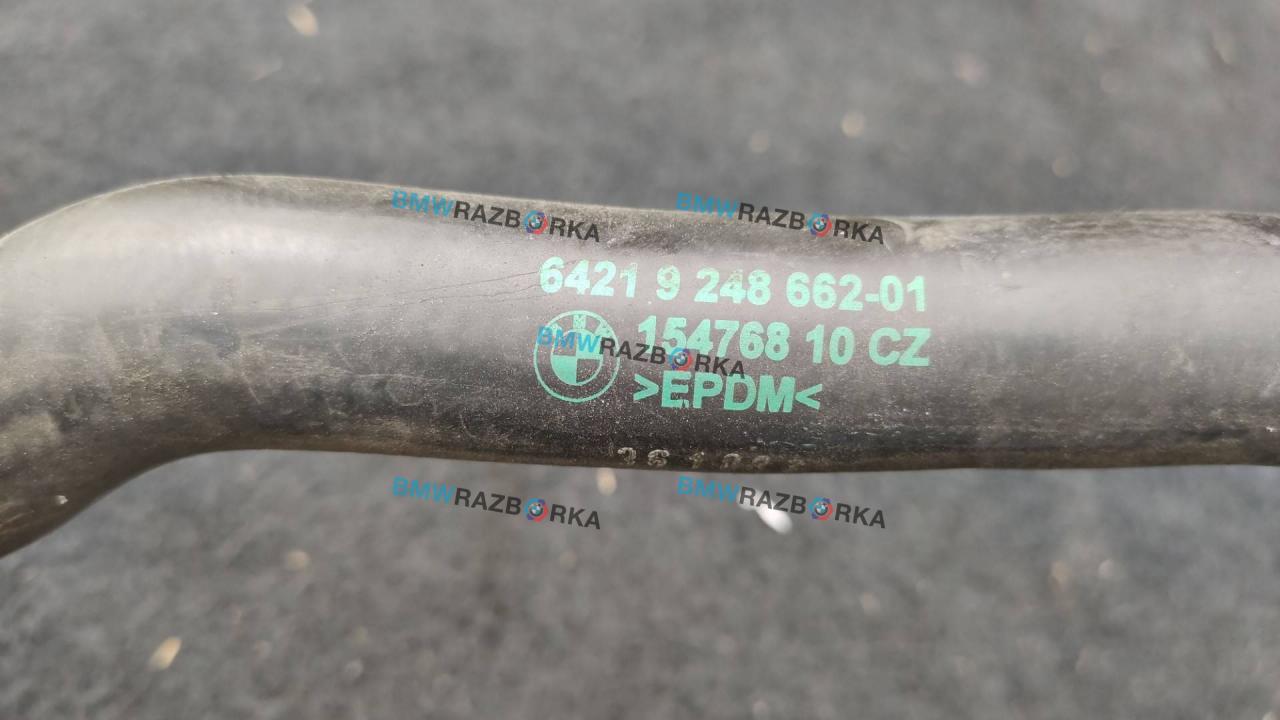 BMWRAZBORKA BMWRAZBORKA
6421 9 248 662-01
154768 10 CZ
BMWRAZBORKA
>EPDM<
BMWRAZBORKA BMWRAZBORKA